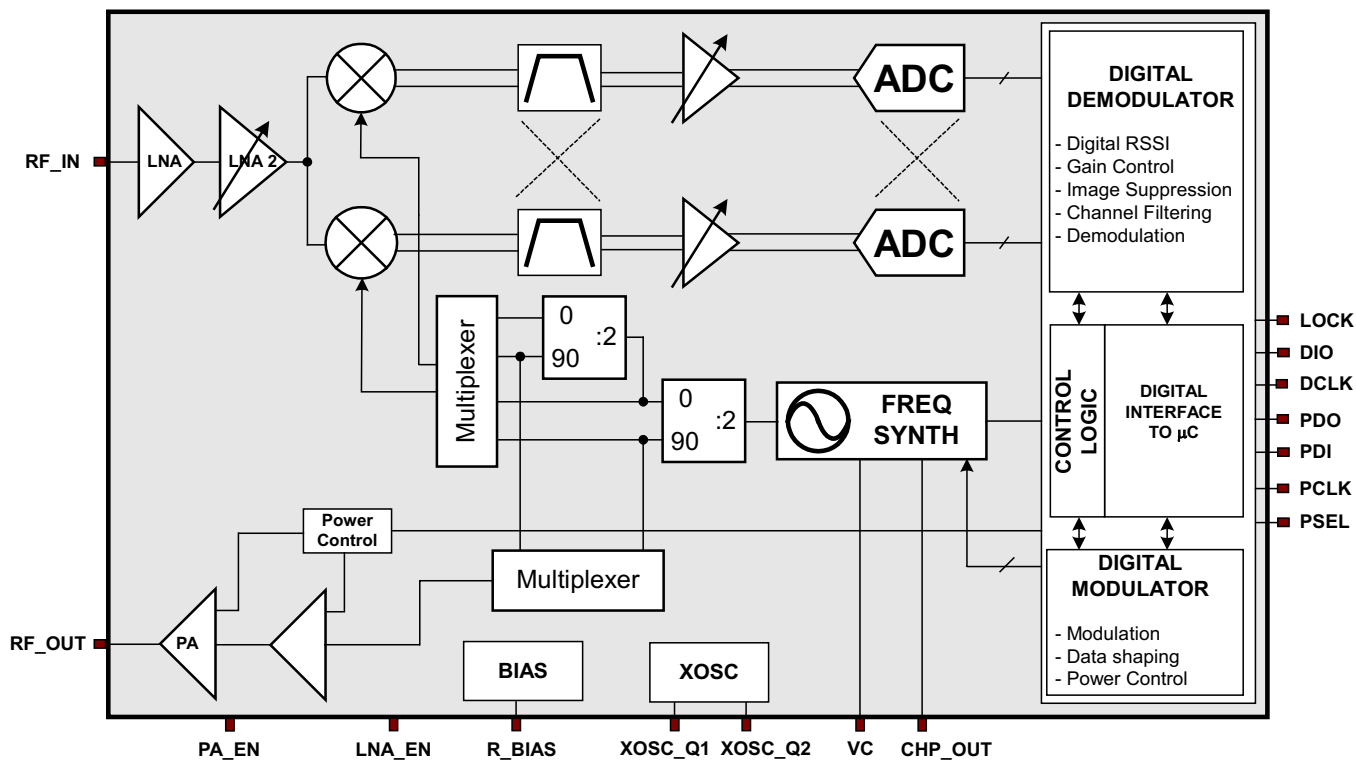 RF_IN
LNA
LNA 2
ADC
ADC
DIGITAL
DEMODULATOR
- Digital RSSI
- Gain Control
- Image Suppression
- Channel Filtering
- Demodulation
Multiplexer
0
:2
90
0
:2
90
FREQ
SYNTH
CONTROL
LOGIC
DIGITAL
INTERFACE
TO µC
LOCK
DIO
DCLK
PDO
PDI
PCLK
PSEL
Power
Control
Multiplexer
DIGITAL
MODULATOR
- Modulation
- Data shaping
- Power Control
RF_OUT
PA
BIAS
XOSC
PA_EN
LNA_EN
R_BIAS
XOSC_Q1
XOSC_Q2
VC
CHP_OUT